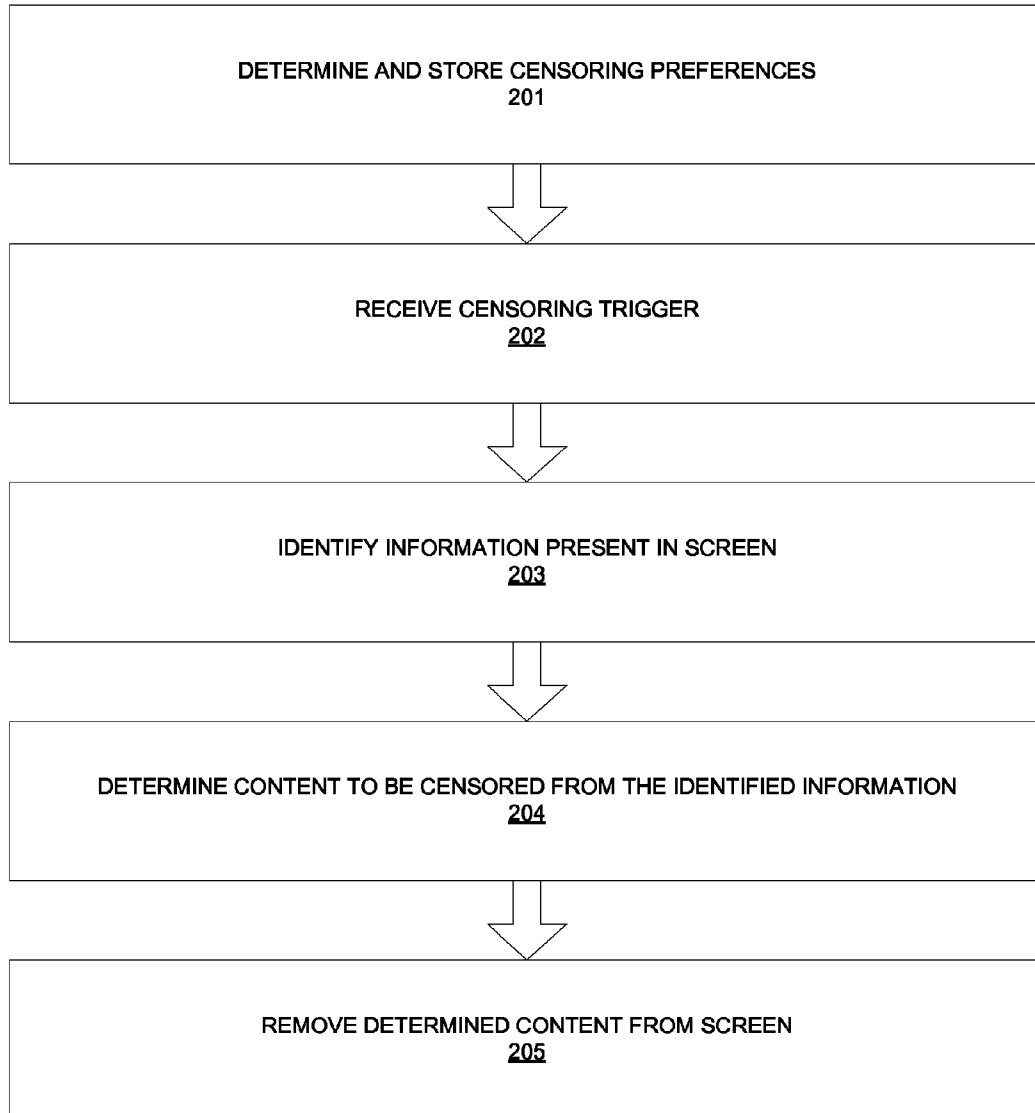 DETERMINE AND STORE CENSORING PREFERENCES
201
RECEIVE CENSORING TRIGGER
202
IDENTIFY INFORMATION PRESENT IN SCREEN
203
DETERMINE CONTENT TO BE CENSORED FROM THE IDENTIFIED INFORMATION
204
REMOVE DETERMINED CONTENT FROM SCREEN
205